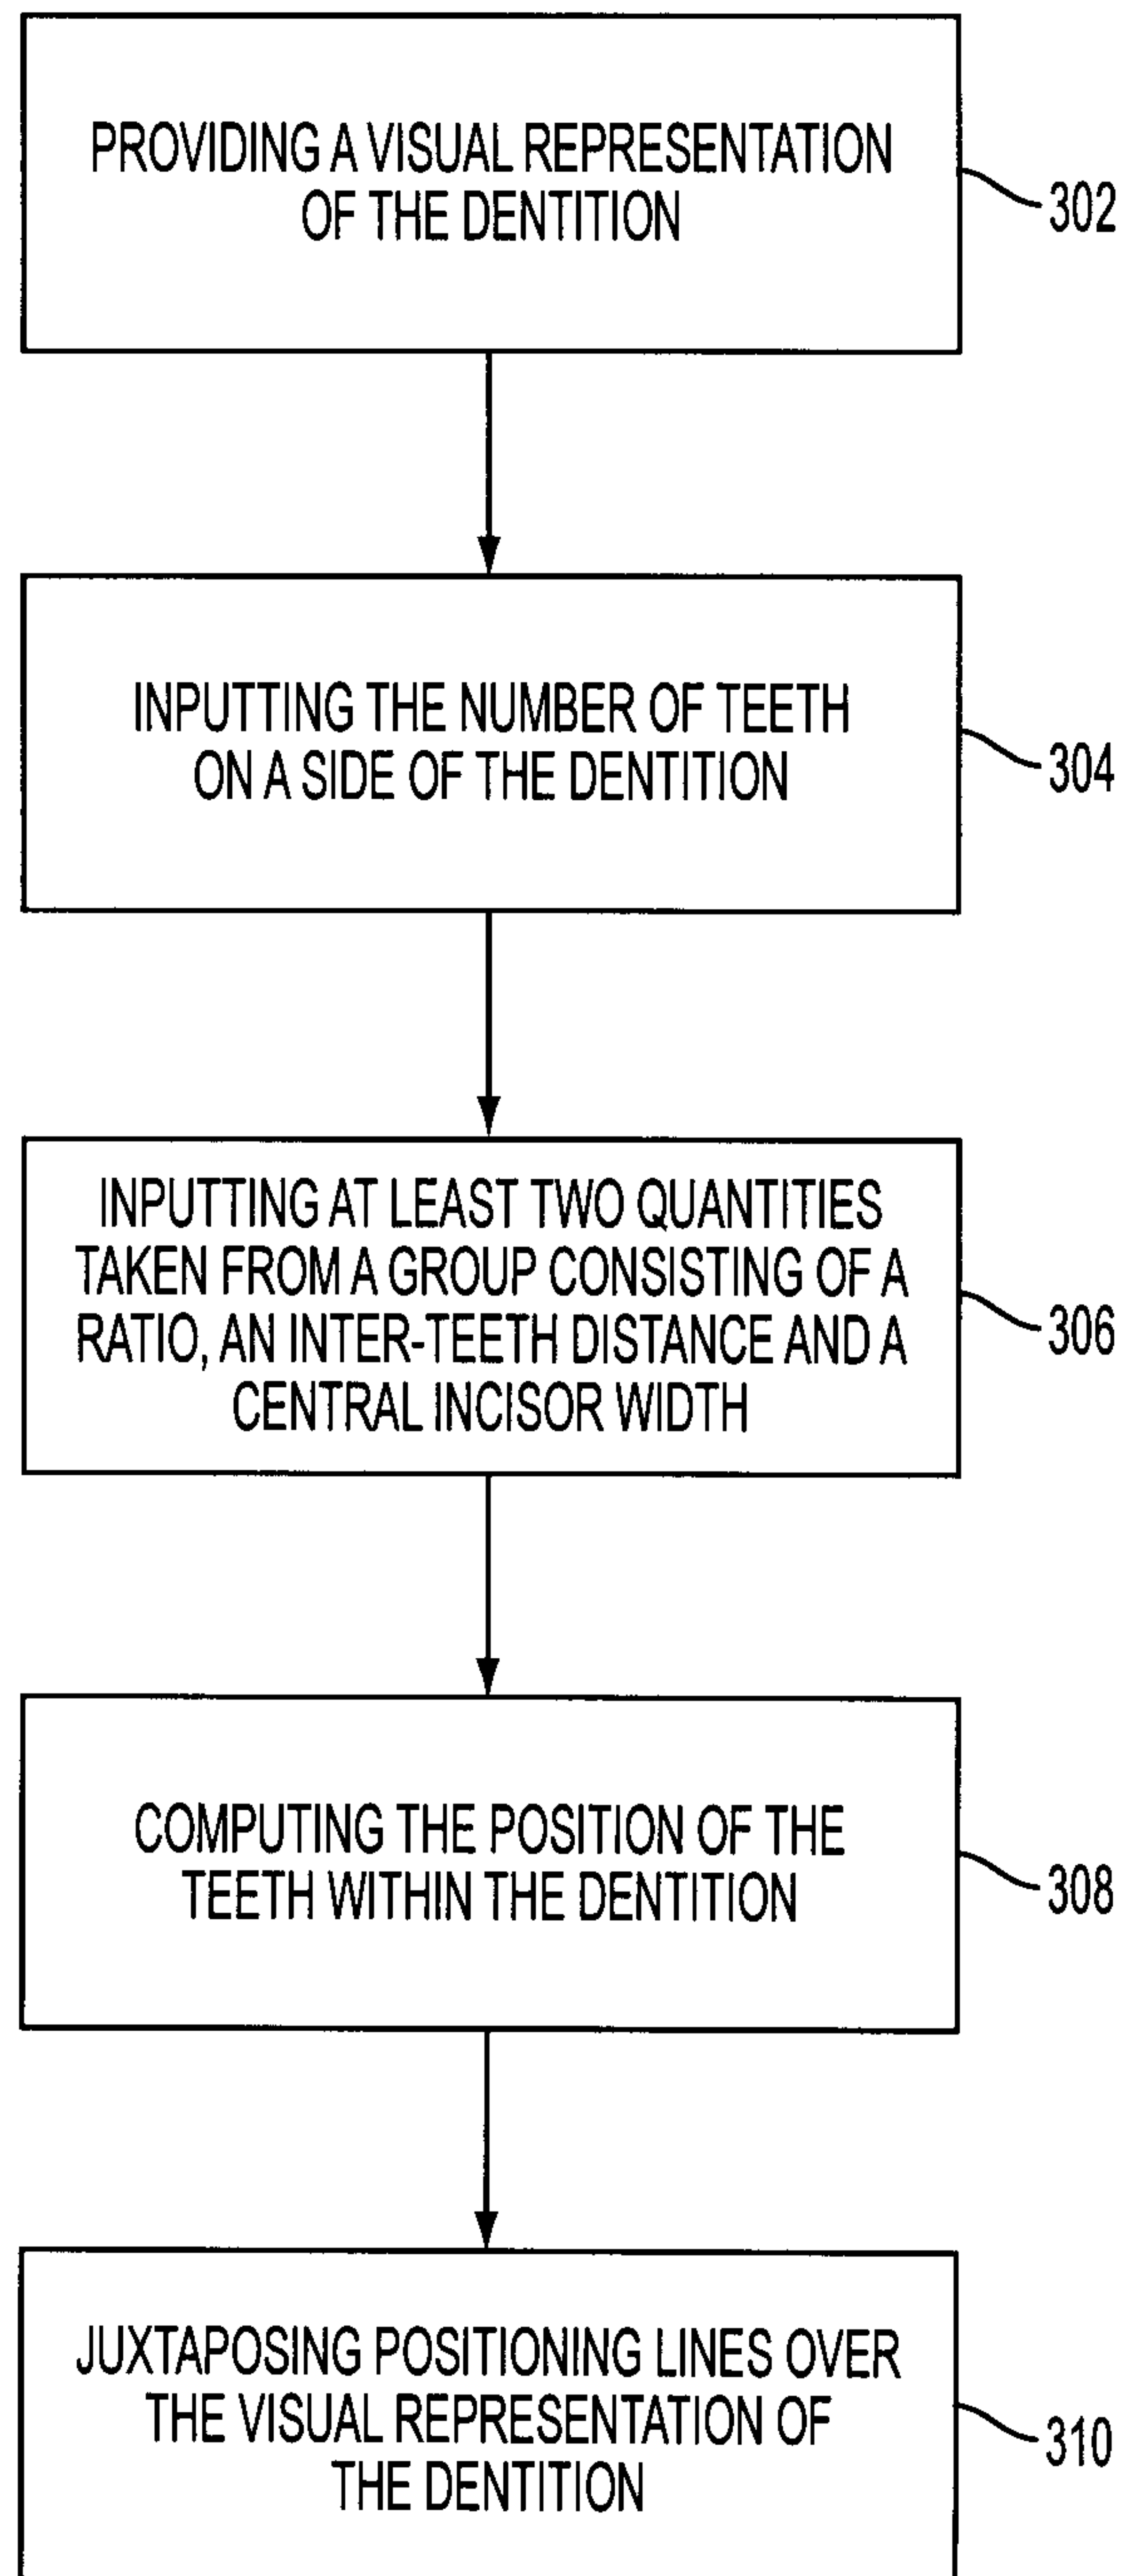 PROVIDING A VISUAL REPRESENTATION
OF THE DENTITION
302
INPUTTING THE NUMBER OF TEETH
ON A SIDE OF THE DENTITION
304
INPUTTING AT LEAST TWO QUANTITIES
TAKEN FROM A GROUP CONSISTING OF A
RATIO, AN INTER-TEETH DISTANCE AND A
CENTRAL INCISOR WIDTH
306
COMPUTING THE POSITION OF THE
TEETH WITHIN THE DENTITION
308
JUXTAPOSING POSITIONING LINES OVER
THE VISUAL REPRESENTATION OF
THE DENTITION
310